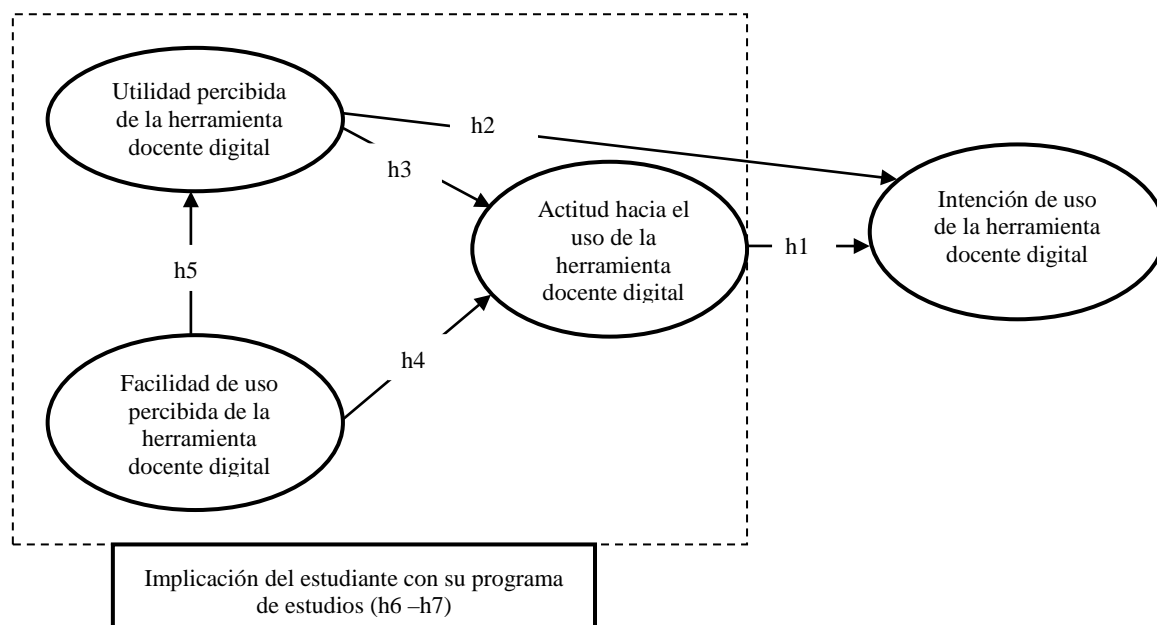 Utilidad percibida
de la herramienta
docente digital
h2
h3
Actitud hacia el
uso de la
herramienta
docente digital
Intención de uso
de la herramienta
docente digital
h1
h5
h4
Facilidad de uso
percibida de la
herramienta
docente digital
Implicación del estudiante con su programa
de estudios (h6 –h7)